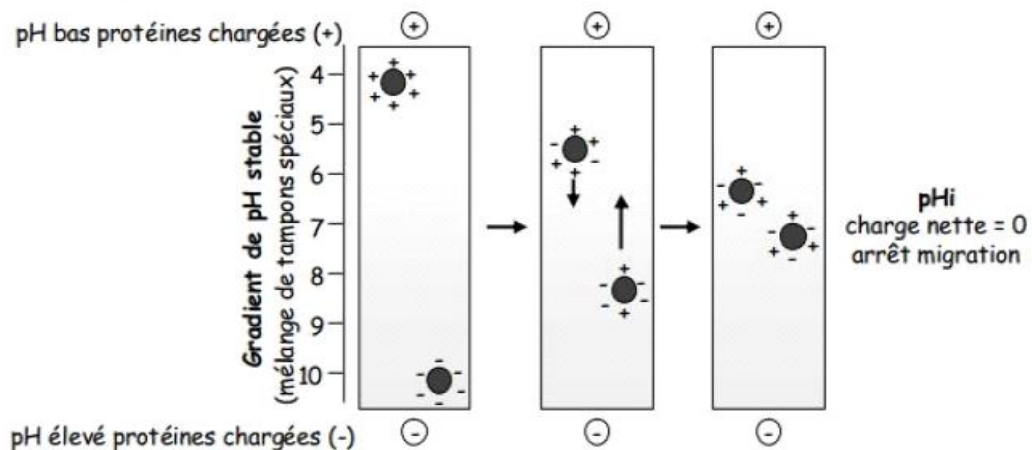 pH bas protéines chargées (+)
+ + +
4
5
6
7
8
9
10
Gradient de pH stable
(mélange de tampons spéciaux)
pHi
charge nette = 0
arrêt migration
pH élevé protéines chargées (-)
- - -